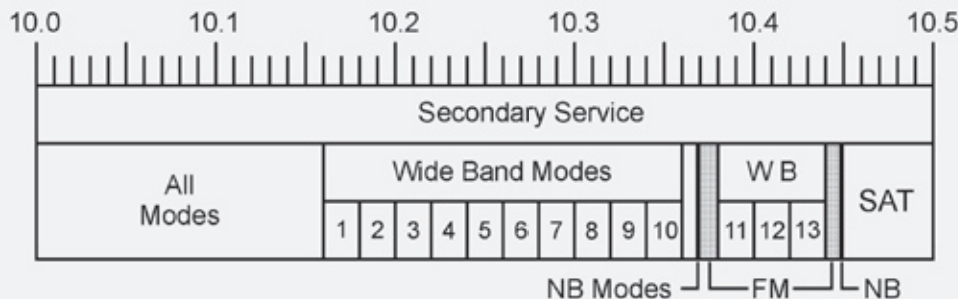 10.0 10.1 10.2 10.3 10.4 10.5
Secondary Service
All
Modes
Wide Band Modes
W B
SAT
1 2 3 4 5 6 7 8 9 10 11 12 13
NB Modes FM NB